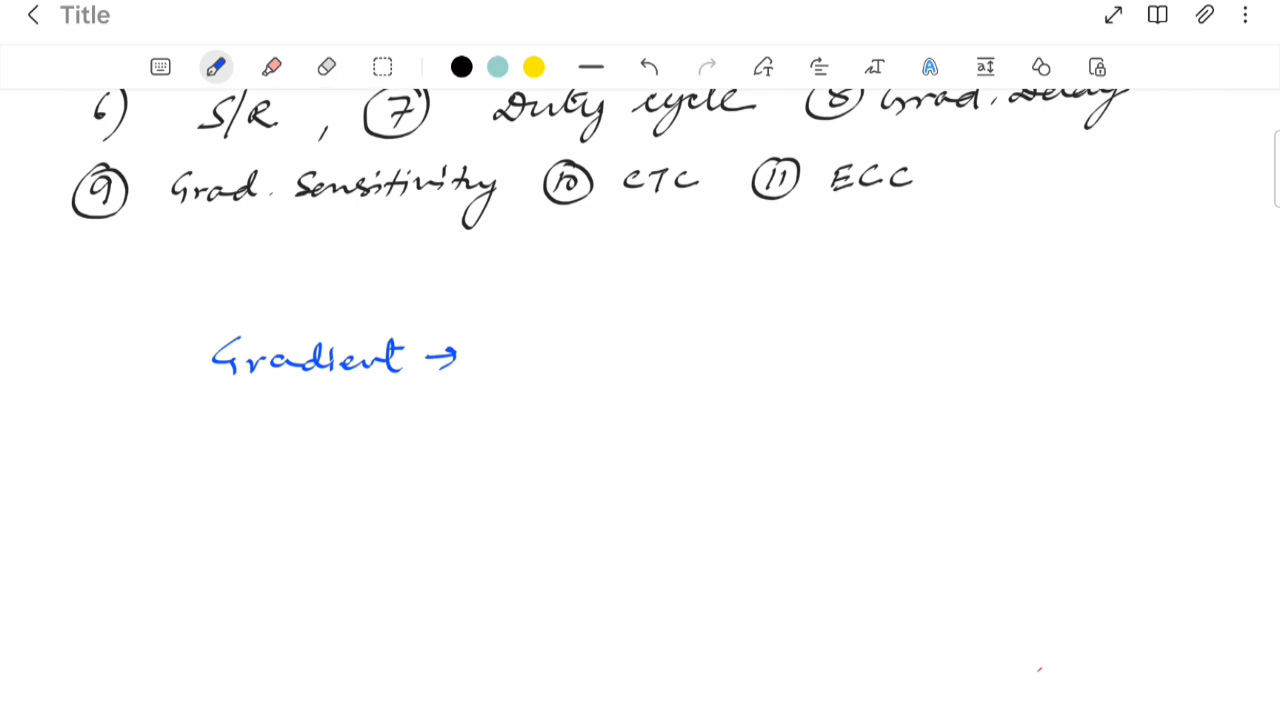 Title
6) S/R , (7) Duty cycle (8) Grad. Delay
(9) Grad. Sensitivity (10) CTC (11) ECC
Gradient →